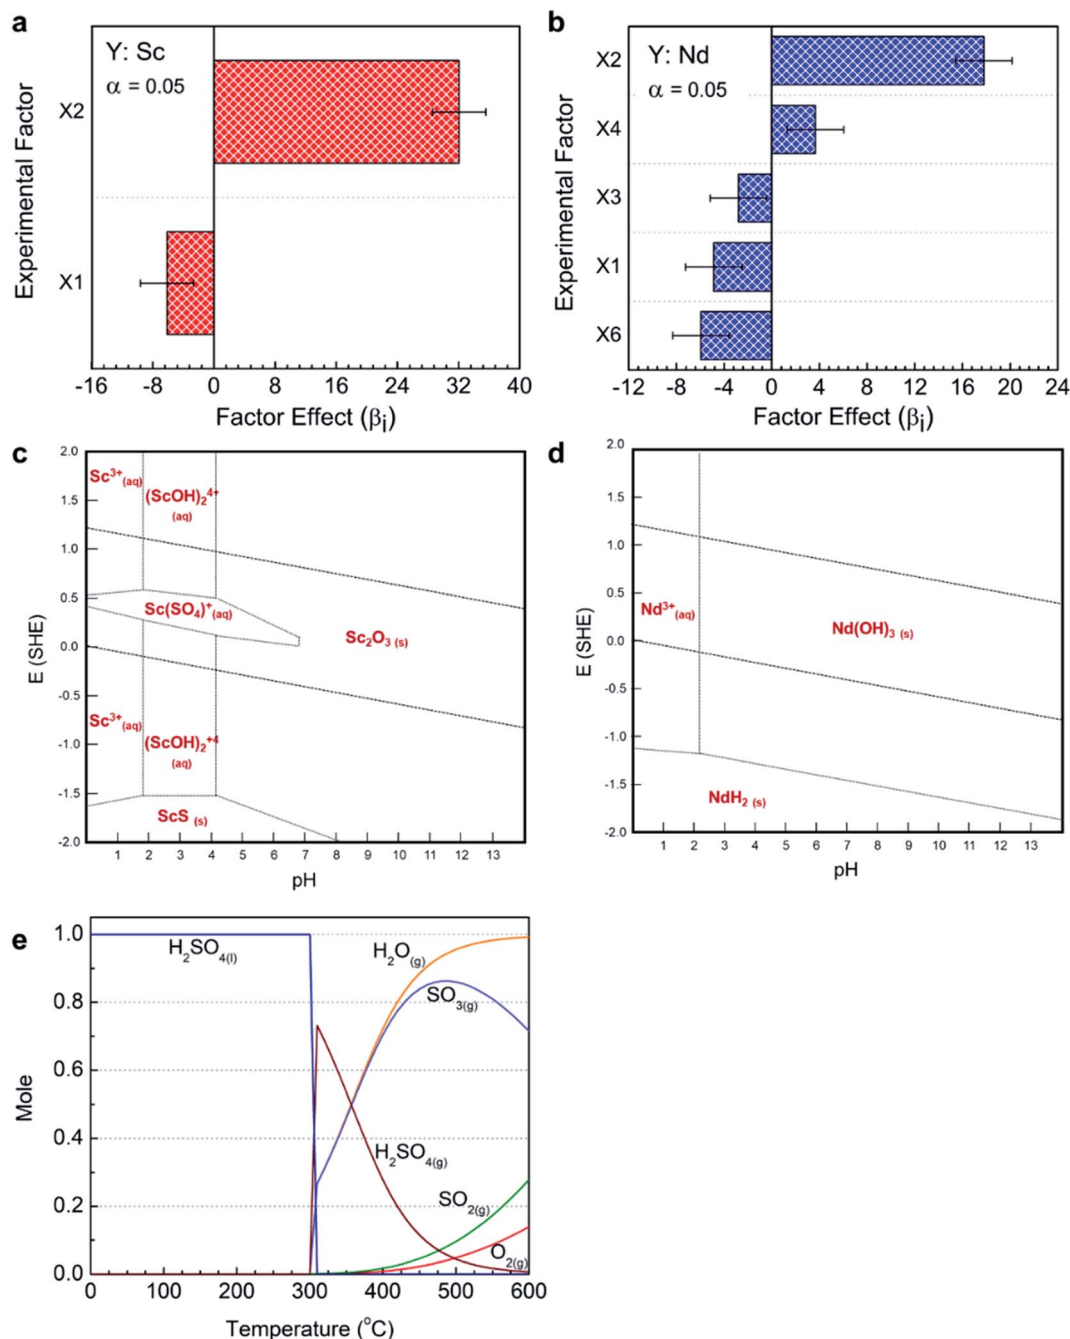 a
Y: Sc
α = 0.05
X2
X1
Experimental Factor
-16 -8 0 8 16 24 32 40
Factor Effect (βi)
b
Y: Nd
α = 0.05
X2
X4
X3
X1
X6
Experimental Factor
-12 -8 -4 0 4 8 12 16 20 24
Factor Effect (βi)
c
2.0
1.5
1.0
0.5
0.0
-0.5
-1.0
-1.5
-2.0
E (SHE)
Sc3+(aq)
(ScOH)2 4+
(aq)
Sc(SO4)+(aq)
Sc2O3 (s)
Sc3+(aq)
(ScOH)2 +4
(aq)
ScS (s)
1 2 3 4 5 6 7 8 9 10 11 12 13
pH
d
2.0
1.5
1.0
0.5
0.0
-0.5
-1.0
-1.5
-2.0
E (SHE)
Nd3+(aq)
Nd(OH)3 (s)
NdH2 (s)
1 2 3 4 5 6 7 8 9 10 11 12 13
pH
e
1.0
0.8
0.6
0.4
0.2
0.0
Mole
H2SO4(l)
H2O(g)
SO3(g)
H2SO4(g)
SO2(g)
O2(g)
0 100 200 300 400 500 600
Temperature (°C)